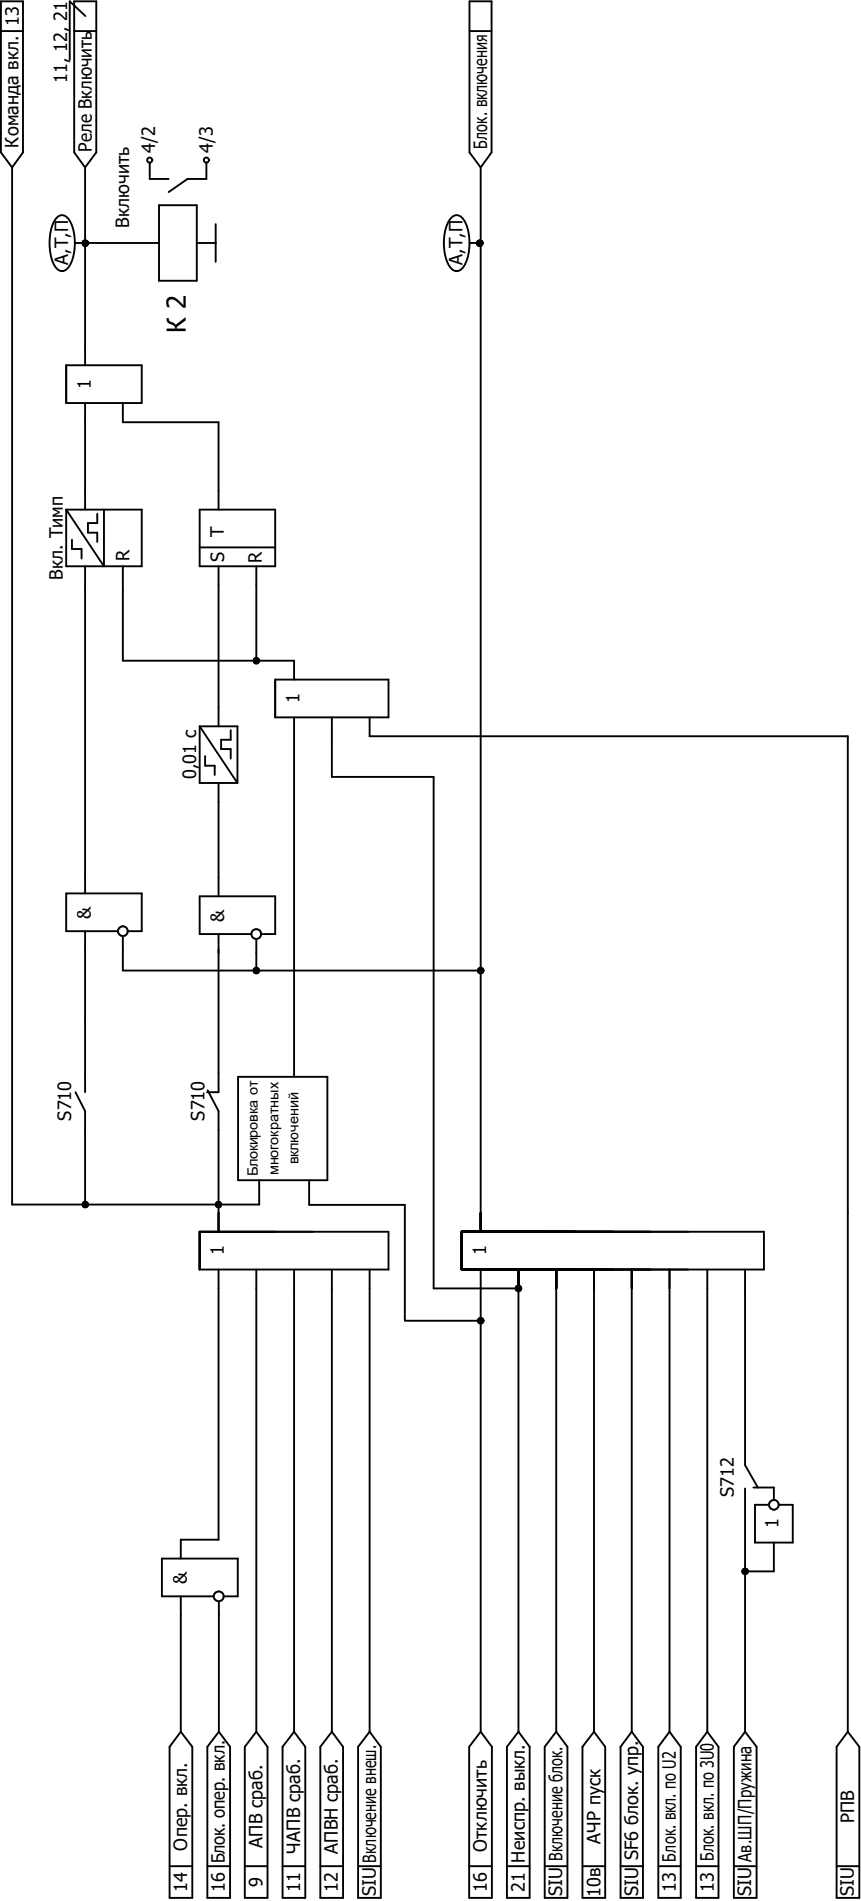 14 Опер. вкл.
16 Блок. опер. вкл.
9 АПВ сраб.
11 ЧАПВ сраб.
12 АПВН сраб.
SIU Включение внеш.
16 Отключить
21 Неиспр. выкл.
SIU Включение блок.
10в АЧР пуск
SIU SF6 блок. упр.
13 Блок. вкл. по U2
13 Блок. вкл. по 3U0
SIU Ав.ШП/Пружина
SIU РПВ
&
1
S712
1
1
Блокировка от
многократных
включений
S710
S710
&
&
0,01 с
1
Вкл. Тимп
R
S T
R
1
К 2
Включить
4/2
4/3
А,Т,П
А,Т,П
Команда вкл. 13
Реле Включить
11, 12, 21
Блок. включения